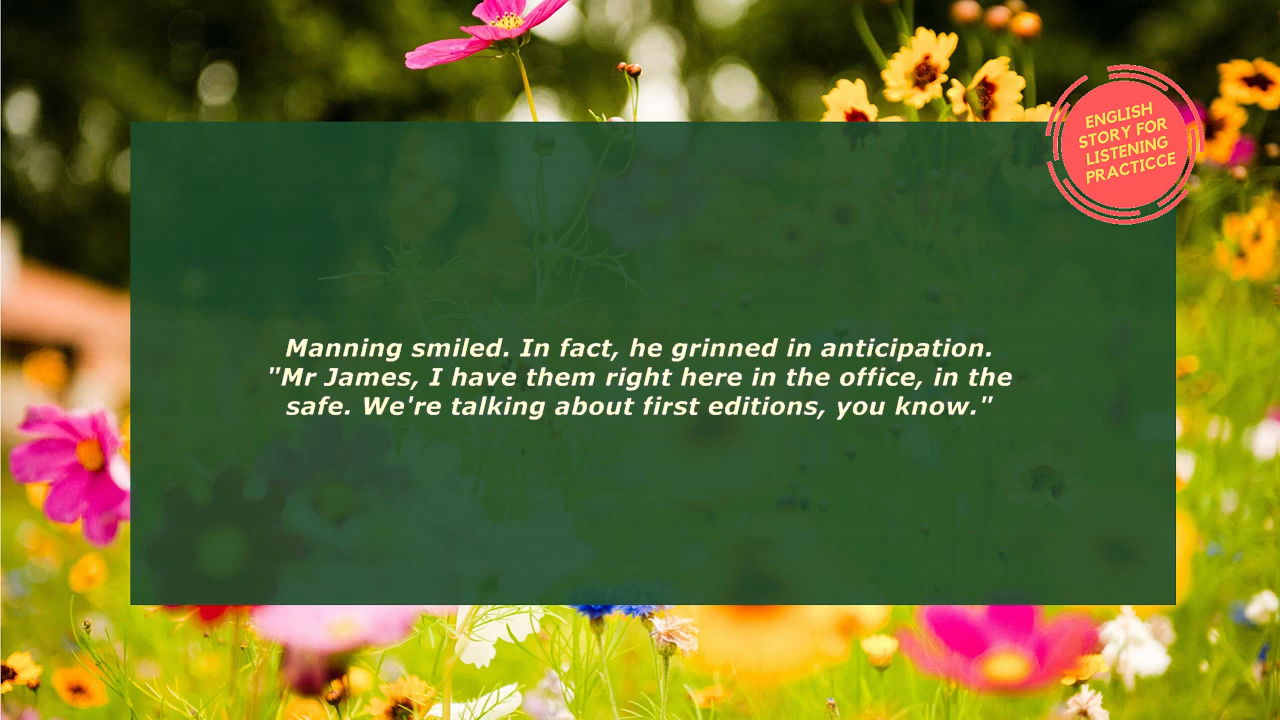 ENGLISH
STORY FOR
LISTENING
PRACTICCE
Manning smiled. In fact, he grinned in anticipation.
"Mr James, I have them right here in the office, in the
safe. We're talking about first editions, you know."